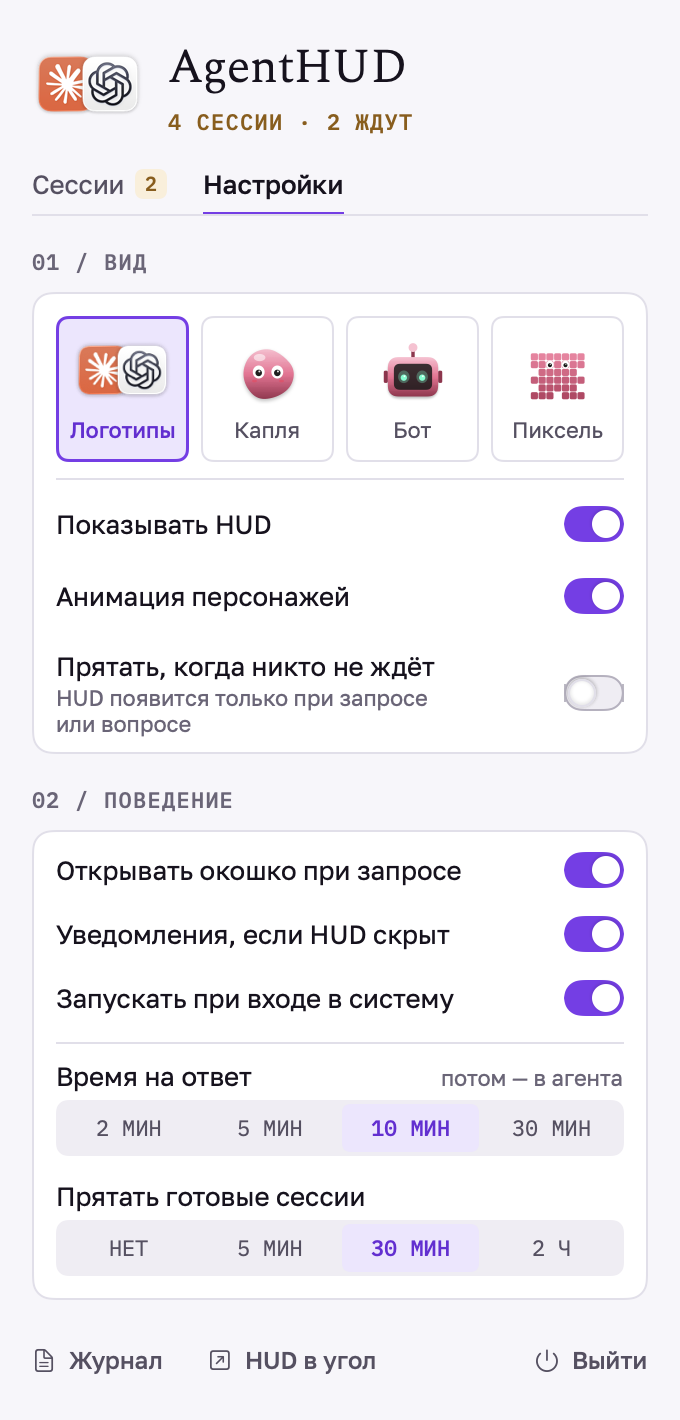 AgentHUD
4 СЕССИИ · 2 ЖДУТ
Сессии 2 Настройки
01 / ВИД
Логотипы Капля Бот Пиксель
Показывать HUD
Анимация персонажей
Прятать, когда никто не ждёт
HUD появится только при запросе
или вопросе
02 / ПОВЕДЕНИЕ
Открывать окошко при запросе
Уведомления, если HUD скрыт
Запускать при входе в систему
Время на ответ потом — в агента
2 МИН 5 МИН 10 МИН 30 МИН
Прятать готовые сессии
НЕТ 5 МИН 30 МИН 2 Ч
Журнал HUD в угол Выйти